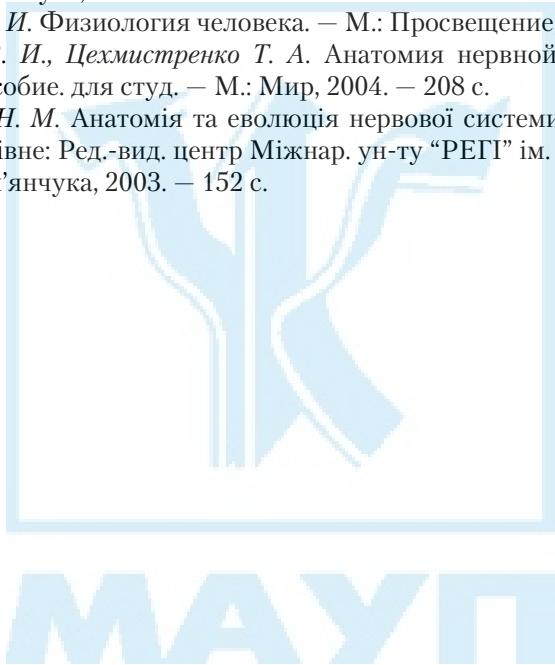 И. Физиология человека. — М.: Просвещение
И., Цехмистренко Т. А. Анатомия нервной
собие. для студ. — М.: Мир, 2004. — 208 с.
Н. М. Анатомія та еволюція нервової системи
івне: Ред.-вид. центр Міжнар. ун-ту “РЕГІ” ім.
’янчука, 2003. — 152 с.
МАУП